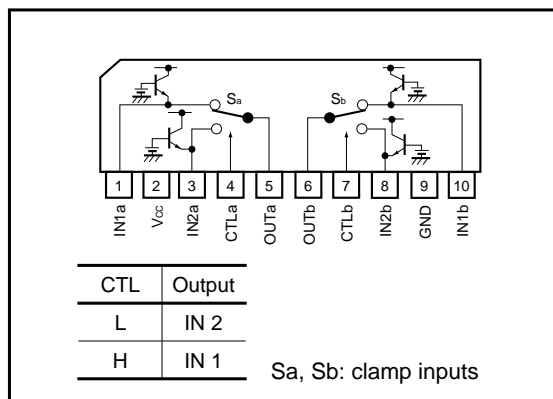 Sa Sb
1 2 3 4 5 6 7 8 9 10
IN1a VCC IN2a CTLa OUTa OUTb CTLb IN2b GND IN1b
CTL Output
L IN 2
H IN 1
Sa, Sb: clamp inputs